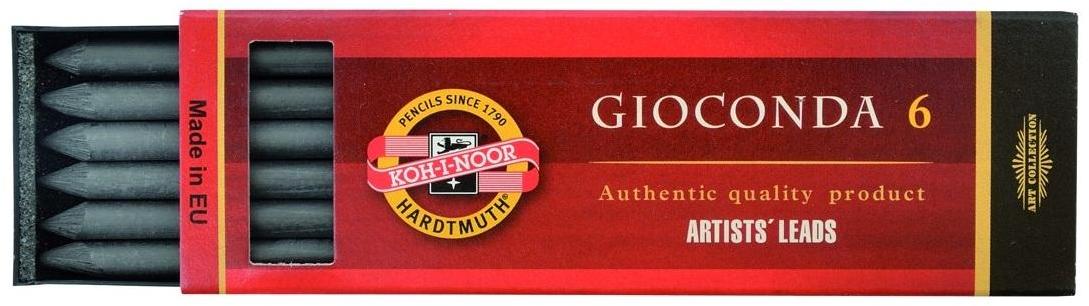 Made in EU
PENCILS SINCE 1790
KOH-I-NOOR
HARDTMUTH®
GIOCONDA 6
Authentic quality product
ARTISTS´ LEADS
ART COLLECTION